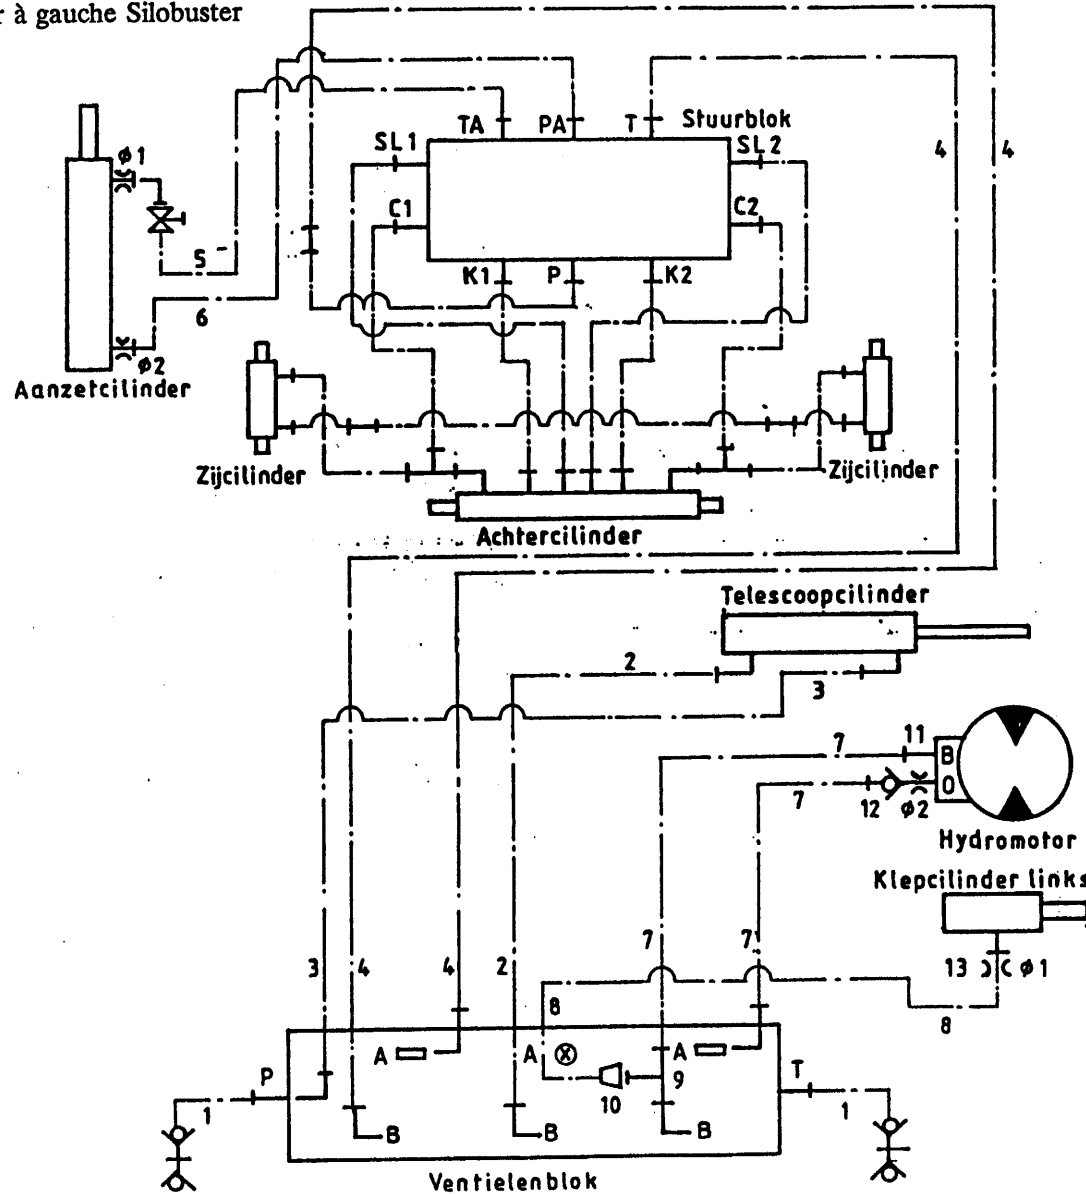 r à gauche Silobuster
TA PA T Stuurblok
SL1 SL2
4 4
ø1
C1 C2
5
K1 P K2
6
ø2
Aanzetcilinder
Zijcilinder Zijcilinder
Achtercilinder
Telescoopcilinder
2
3
11
7 B
7 12 ø2 O
Hydromotor
Klepcilinder links
7 7
3 4 4 2 13 ø1
8 8
A A A
P 9 T
10
1 1
B B B
Ventielenblok